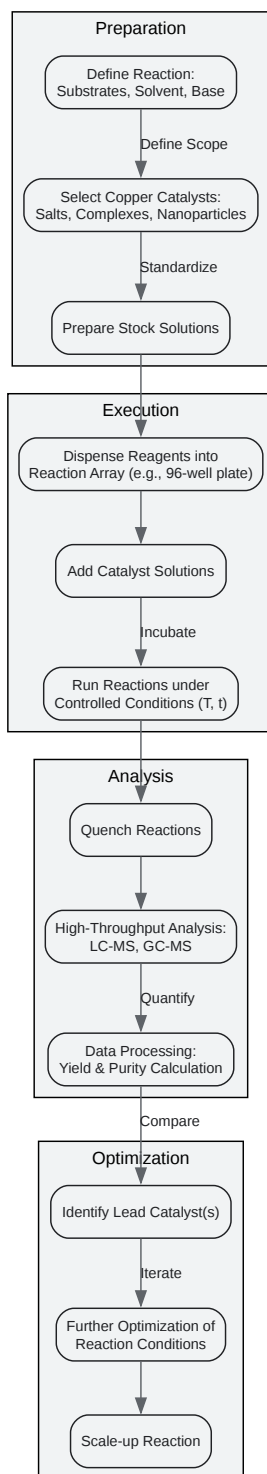 Preparation
Define Reaction:
Substrates, Solvent, Base
Define Scope
Select Copper Catalysts:
Salts, Complexes, Nanoparticles
Standardize
Prepare Stock Solutions
Execution
Dispense Reagents into
Reaction Array (e.g., 96-well plate)
Add Catalyst Solutions
Incubate
Run Reactions under
Controlled Conditions (T, t)
Analysis
Quench Reactions
High-Throughput Analysis:
LC-MS, GC-MS
Quantify
Data Processing:
Yield & Purity Calculation
Compare
Optimization
Identify Lead Catalyst(s)
Iterate
Further Optimization of
Reaction Conditions
Scale-up Reaction